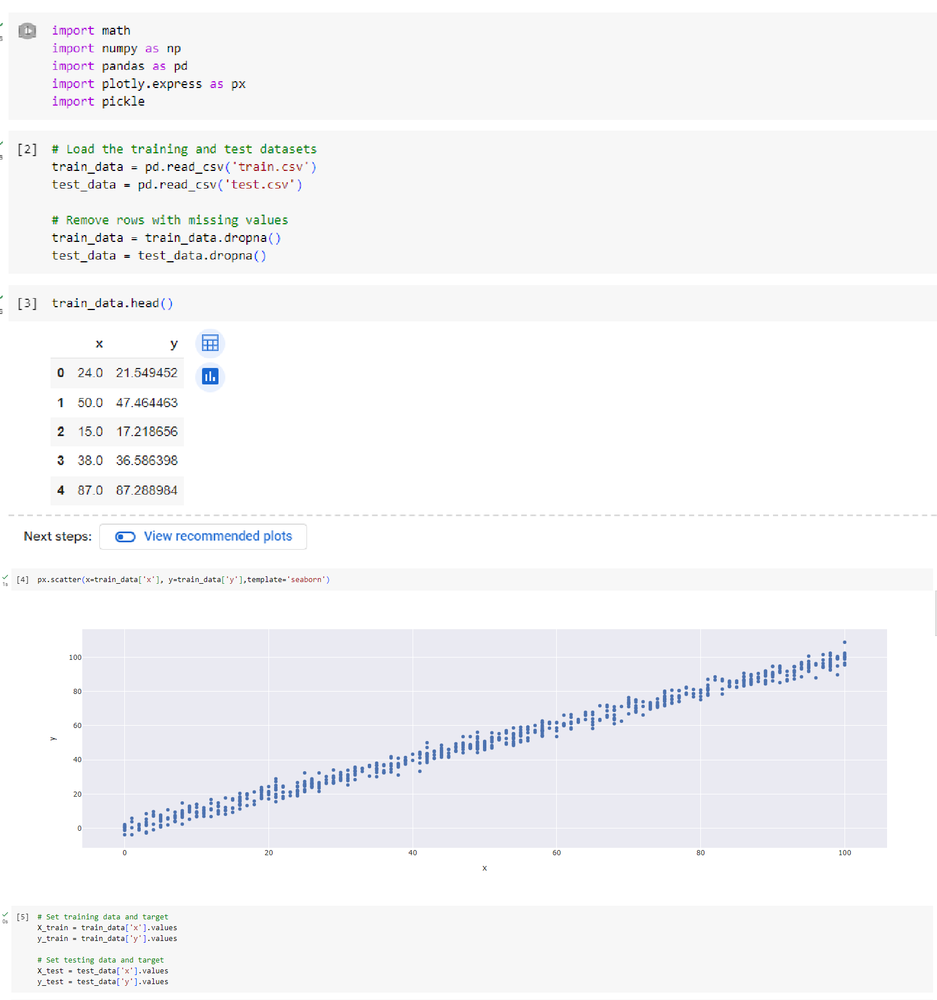 [1] import math
import numpy as np
import pandas as pd
import plotly.express as px
import pickle
[2] # Load the training and test datasets
train_data = pd.read_csv('train.csv')
test_data = pd.read_csv('test.csv')
# Remove rows with missing values
train_data = train_data.dropna()
test_data = test_data.dropna()
[3] train_data.head()
x y
0 24.0 21.549452
1 50.0 47.464463
2 15.0 17.218656
3 38.0 36.586398
4 87.0 87.288984
Next steps: View recommended plots
1s [4] px.scatter(x=train_data['x'], y=train_data['y'],template='seaborn')
100
80
60
40
20
0
y
0 20 40 60 80 100
x
0s [5] # Set training data and target
X_train = train_data['x'].values
y_train = train_data['y'].values
# Set testing data and target
X_test = test_data['x'].values
y_test = test_data['y'].values